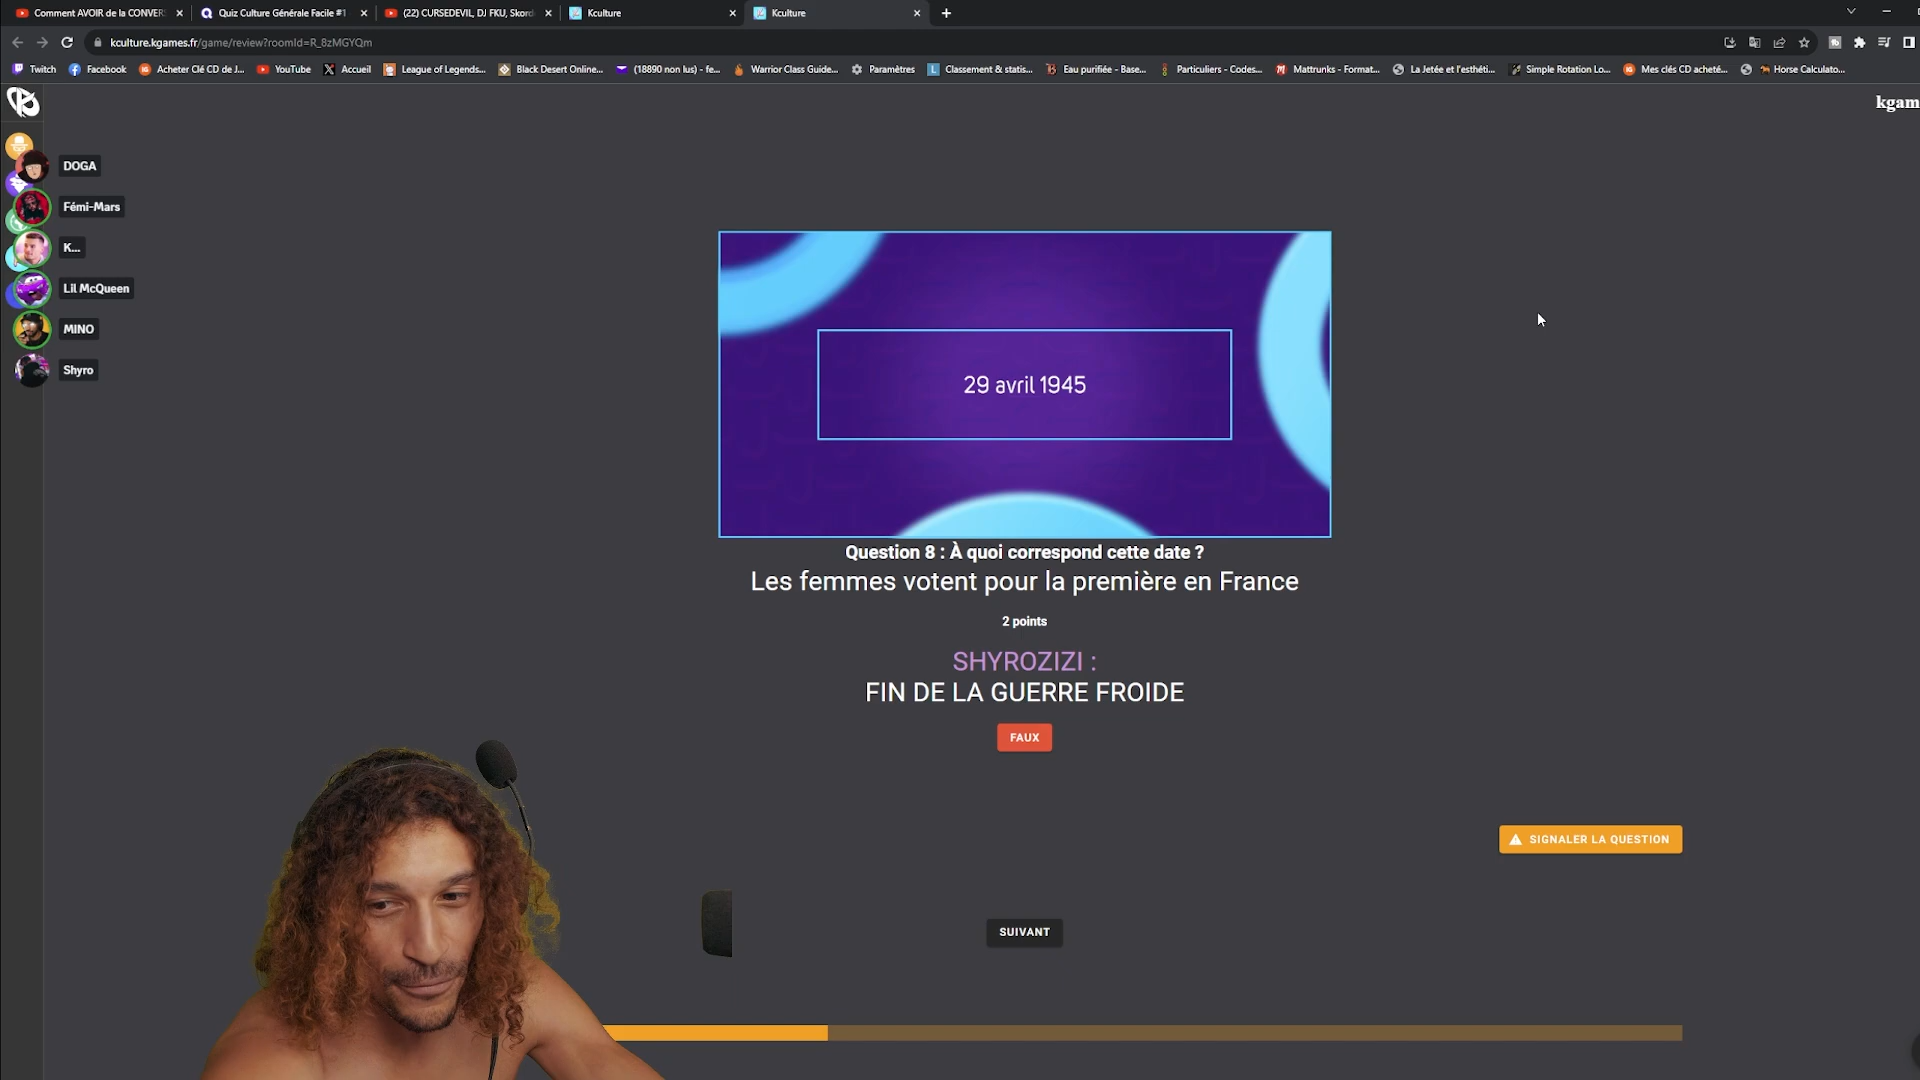 Comment AVOIR de la CONVER
Quiz Culture Générale Facile #1
(22) CURSEDEVIL, DJ FKU, Skord
Kculture
Kculture
kculture.kgames.fr/game/review?roomId=R_8zMGYQm
Twitch
Facebook
Acheter Clé CD de J...
YouTube
Accueil
League of Legends...
Black Desert Online...
(18890 non lus) - fe...
Warrior Class Guide...
Paramètres
Classement & statis...
Eau purifiée - Base...
Particuliers - Codes...
Mattrunks - Format...
La Jetée et l'esthéti...
Simple Rotation Lo...
Mes clés CD acheté...
Horse Calculato...
kgam
DOGA
Fémi-Mars
K...
Lil McQueen
MINO
Shyro
29 avril 1945
Question 8 : À quoi correspond cette date ?
Les femmes votent pour la première en France
2 points
SHYROZIZI :
FIN DE LA GUERRE FROIDE
FAUX
SIGNALER LA QUESTION
SUIVANT